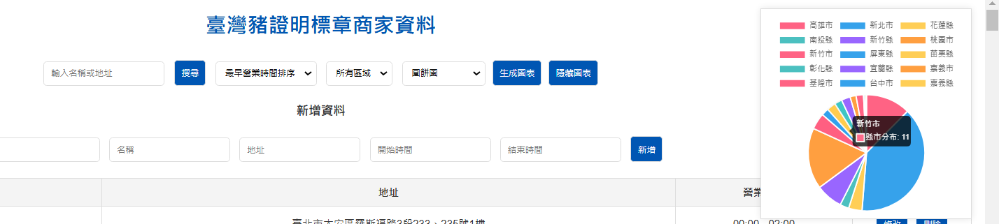 臺灣豬證明標章商家資料
輸入名稱或地址
搜尋
最早營業時間排序
所有區域
圓餅圖
生成圖表
隱藏圖表
新增資料
名稱
地址
開始時間
結束時間
新增
地址
營業
臺北市大安區羅斯福路3段233、235號1樓
00:00 - 02:00
修改
刪除
高雄市 新北市 花蓮縣
南投縣 新竹縣 桃園市
新竹市 屏東縣 苗栗縣
彰化縣 宜蘭縣 嘉義市
基隆市 台中市 嘉義縣
新竹市
縣市分布: 11